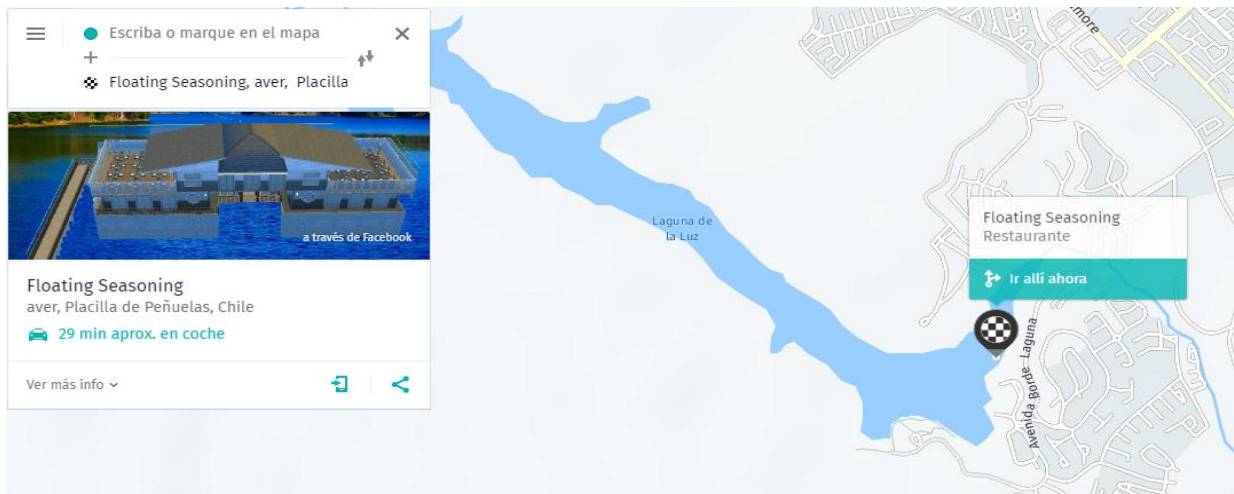 Escriba o marque en el mapa
Floating Seasoning, aver, Placilla
a través de Facebook
Floating Seasoning
aver, Placilla de Peñuelas, Chile
29 min aprox. en coche
Ver más info
Laguna de
la Luz
more
Floating Seasoning
Restaurante
Ir allí ahora
Avenida Borde Laguna